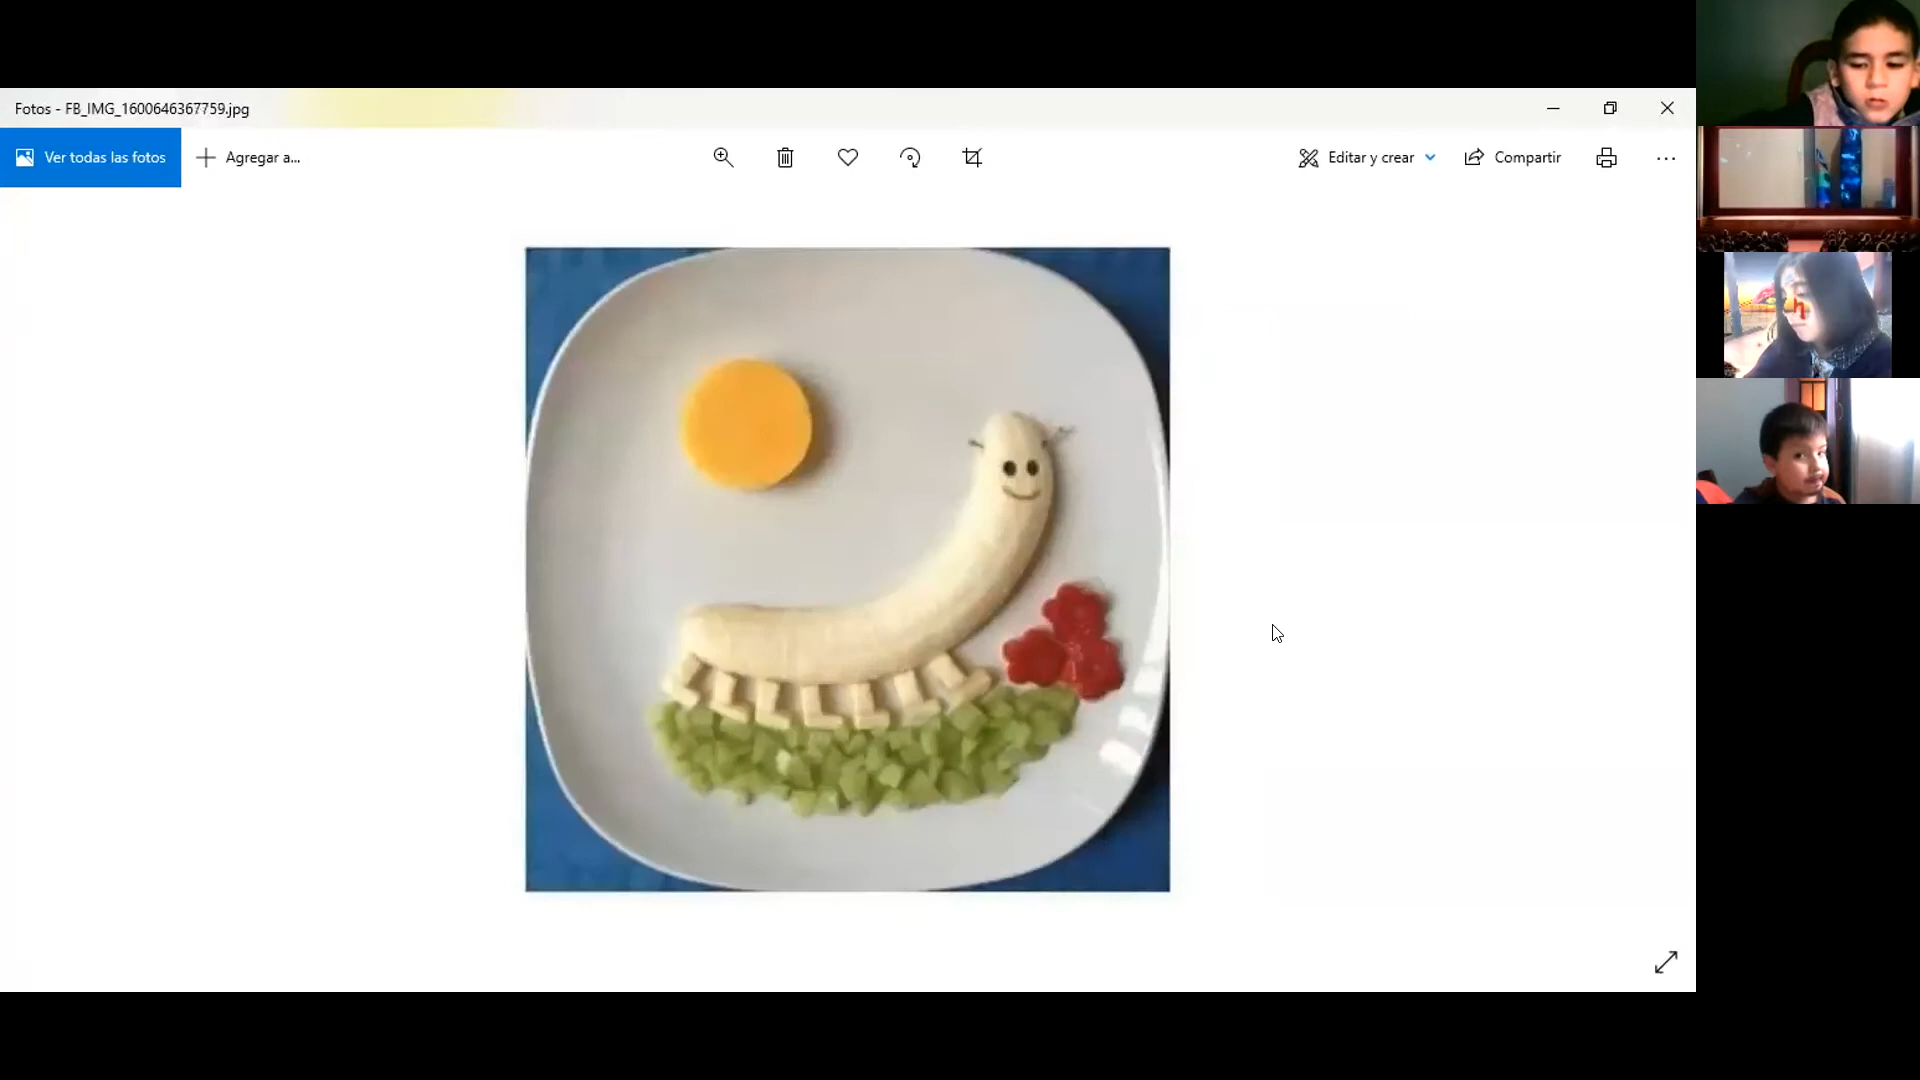 Fotos - FB_IMG_1600646367759.jpg
Ver todas las fotos
Agregar a...
Editar y crear
Compartir